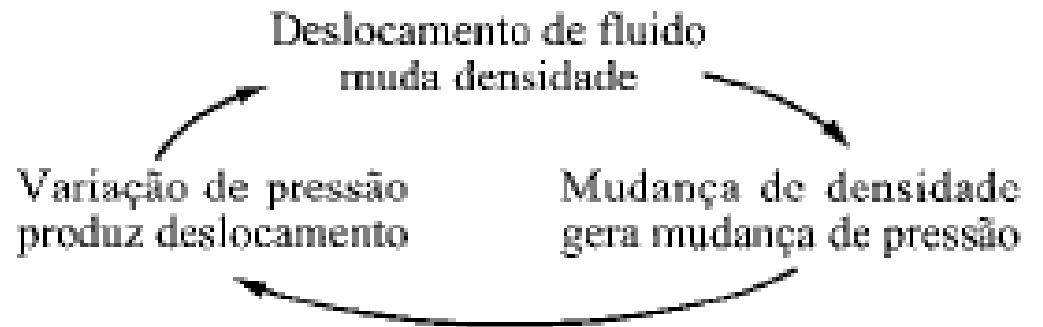 Deslocamento de fluido
muda densidade
Variação de pressão
produz deslocamento
Mudança de densidade
gera mudança de pressão